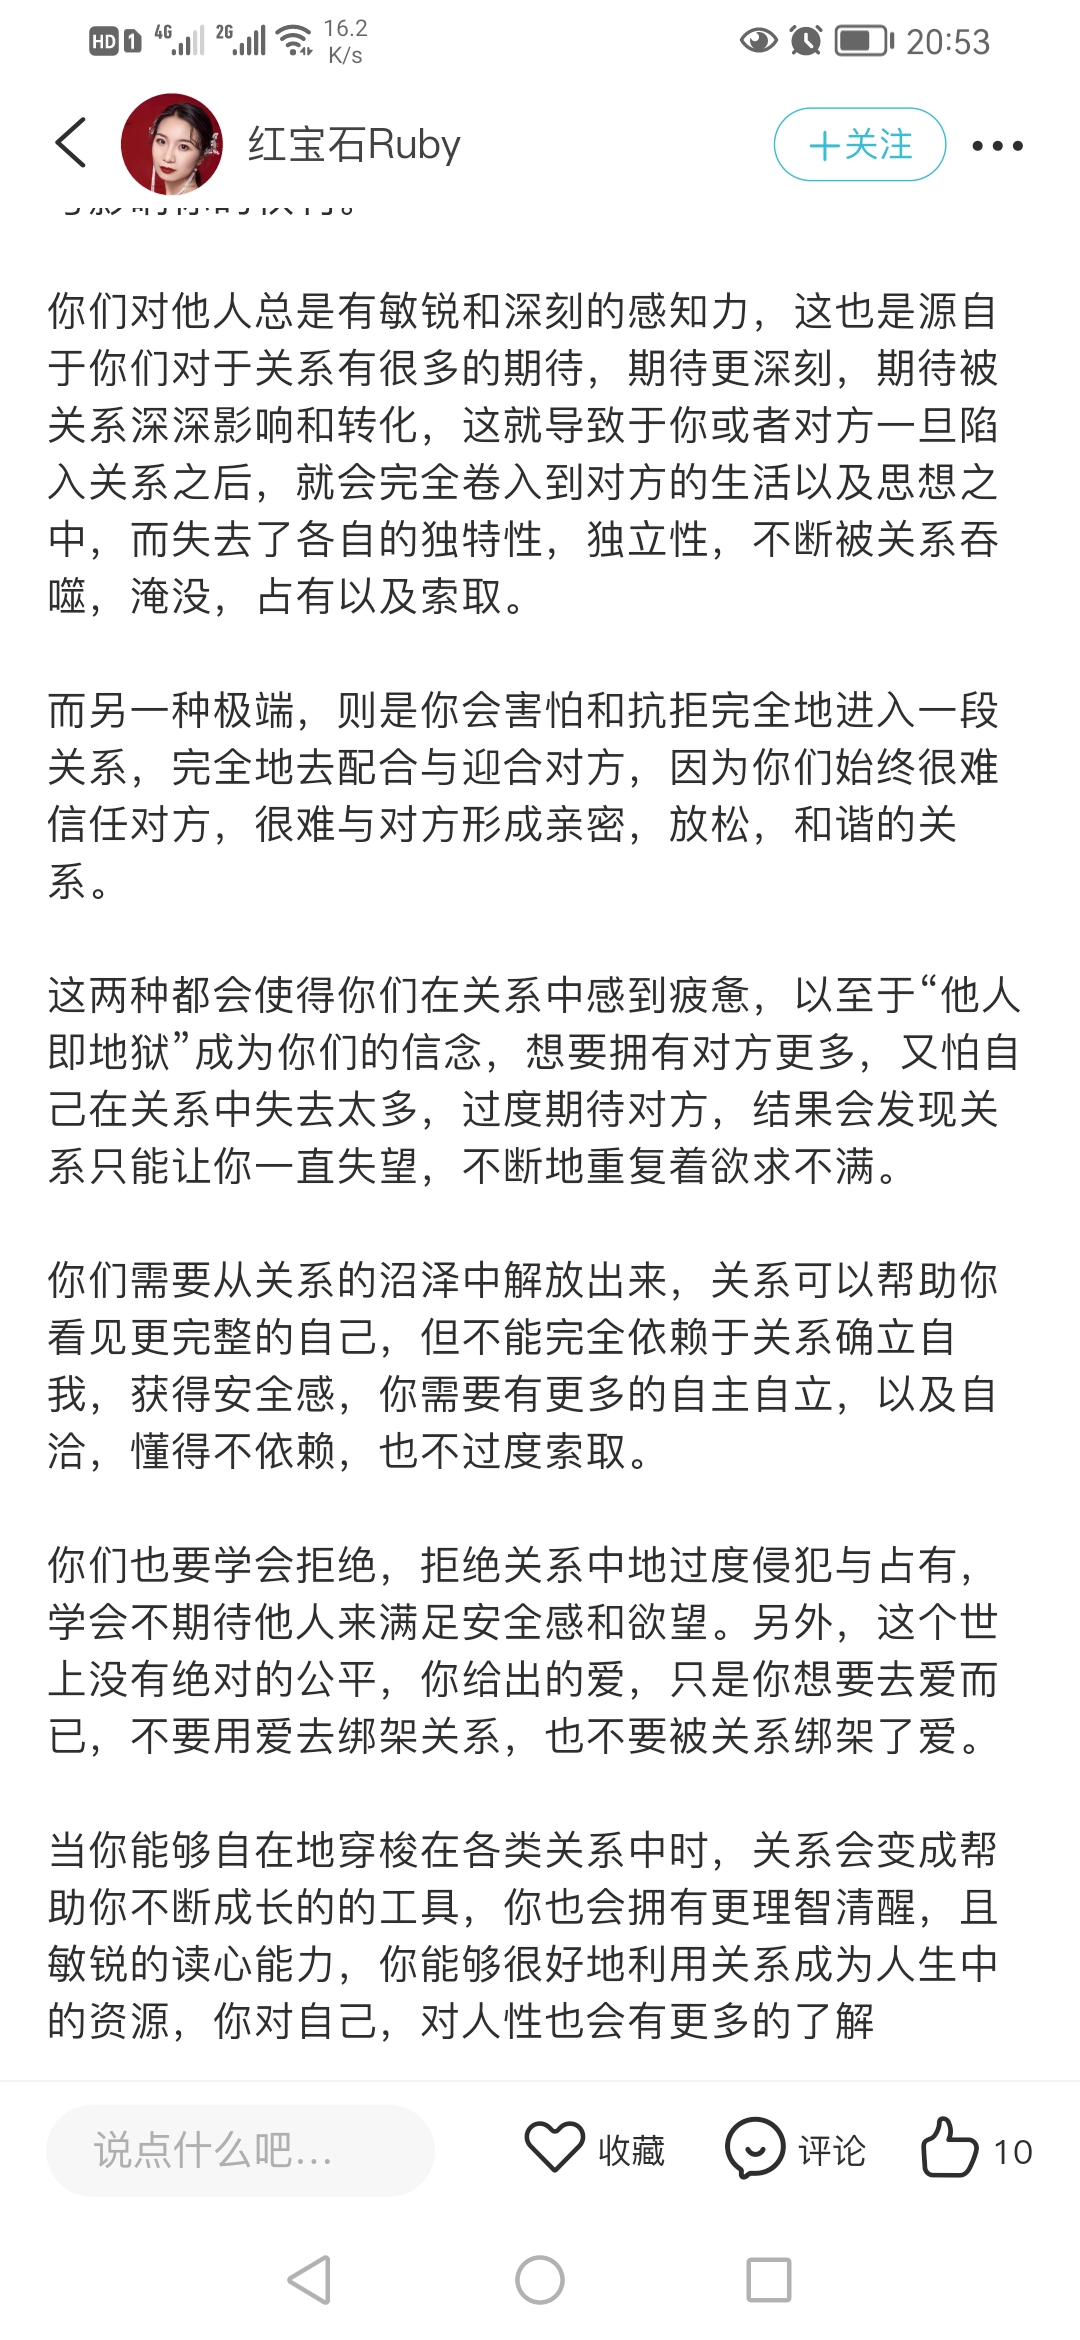 HD 1 4G 2G 16.2 K/s 20:53
红宝石Ruby +关注
你们对他人总是有敏锐和深刻的感知力，这也是源自
于你们对于关系有很多的期待，期待更深刻，期待被
关系深深影响和转化，这就导致于你或者对方一旦陷
入关系之后，就会完全卷入到对方的生活以及思想之
中，而失去了各自的独特性，独立性，不断被关系吞
噬，淹没，占有以及索取。
而另一种极端，则是你会害怕和抗拒完全地进入一段
关系，完全地去配合与迎合对方，因为你们始终很难
信任对方，很难与对方形成亲密，放松，和谐的关
系。
这两种都会使得你们在关系中感到疲惫，以至于“他人
即地狱”成为你们的信念，想要拥有对方更多，又怕自
己在关系中失去太多，过度期待对方，结果会发现关
系只能让你一直失望，不断地重复着欲求不满。
你们需要从关系的沼泽中解放出来，关系可以帮助你
看见更完整的自己，但不能完全依赖于关系确立自
我，获得安全感，你需要有更多的自主自立，以及自
洽，懂得不依赖，也不过度索取。
你们也要学会拒绝，拒绝关系中地过度侵犯与占有，
学会不期待他人来满足安全感和欲望。另外，这个世
上没有绝对的公平，你给出的爱，只是你想要去爱而
已，不要用爱去绑架关系，也不要被关系绑架了爱。
当你能够自在地穿梭在各类关系中时，关系会变成帮
助你不断成长的的工具，你也会拥有更理智清醒，且
敏锐的读心能力，你能够很好地利用关系成为人生中
的资源，你对自己，对人性也会有更多的了解
说点什么吧... 收藏 评论 10